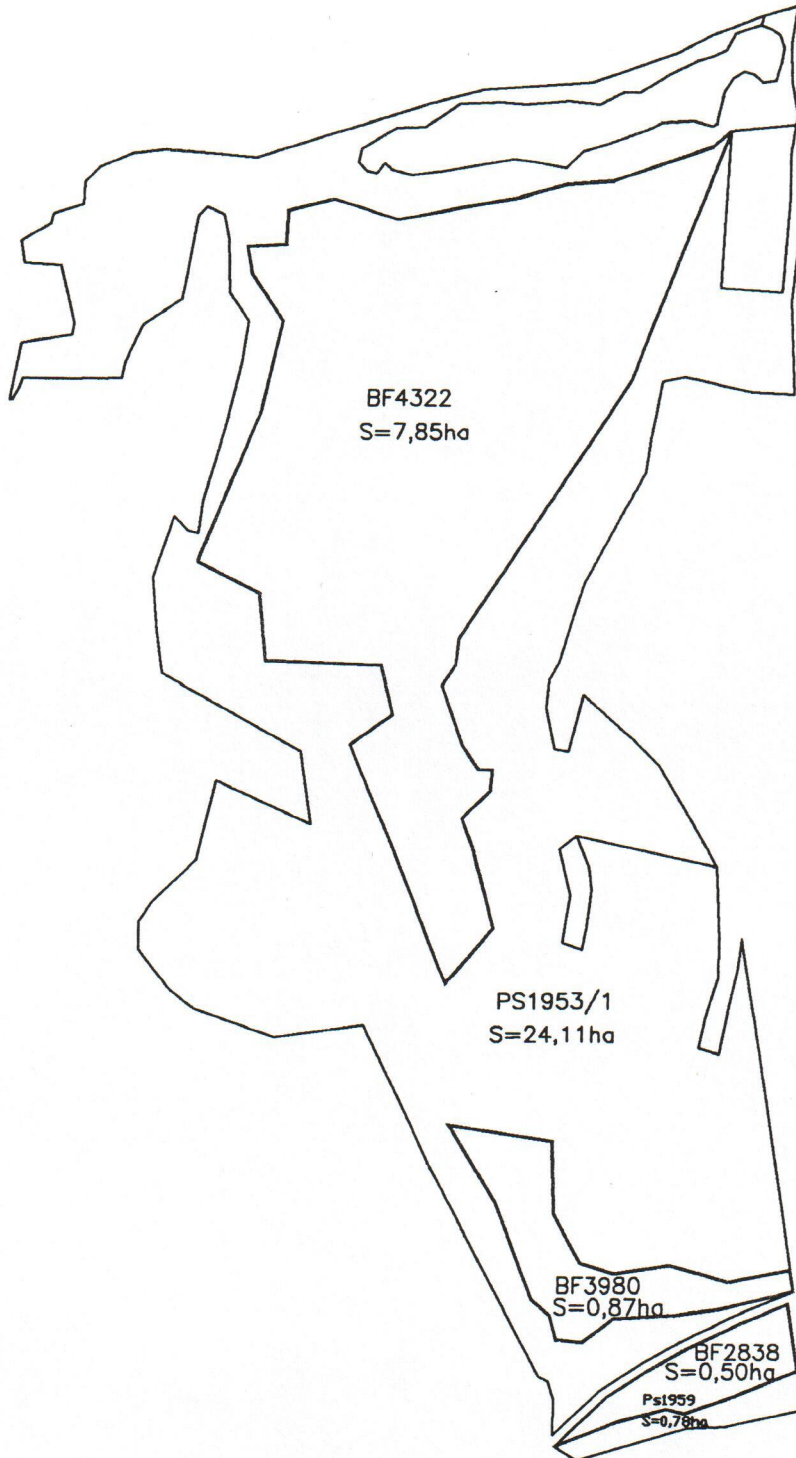 BF4322
S=7,85ha
PS1953/1
S=24,11ha
BF3980
S=0,87ha
BF2838
S=0,50ha
Ps1959
S=0,78ha